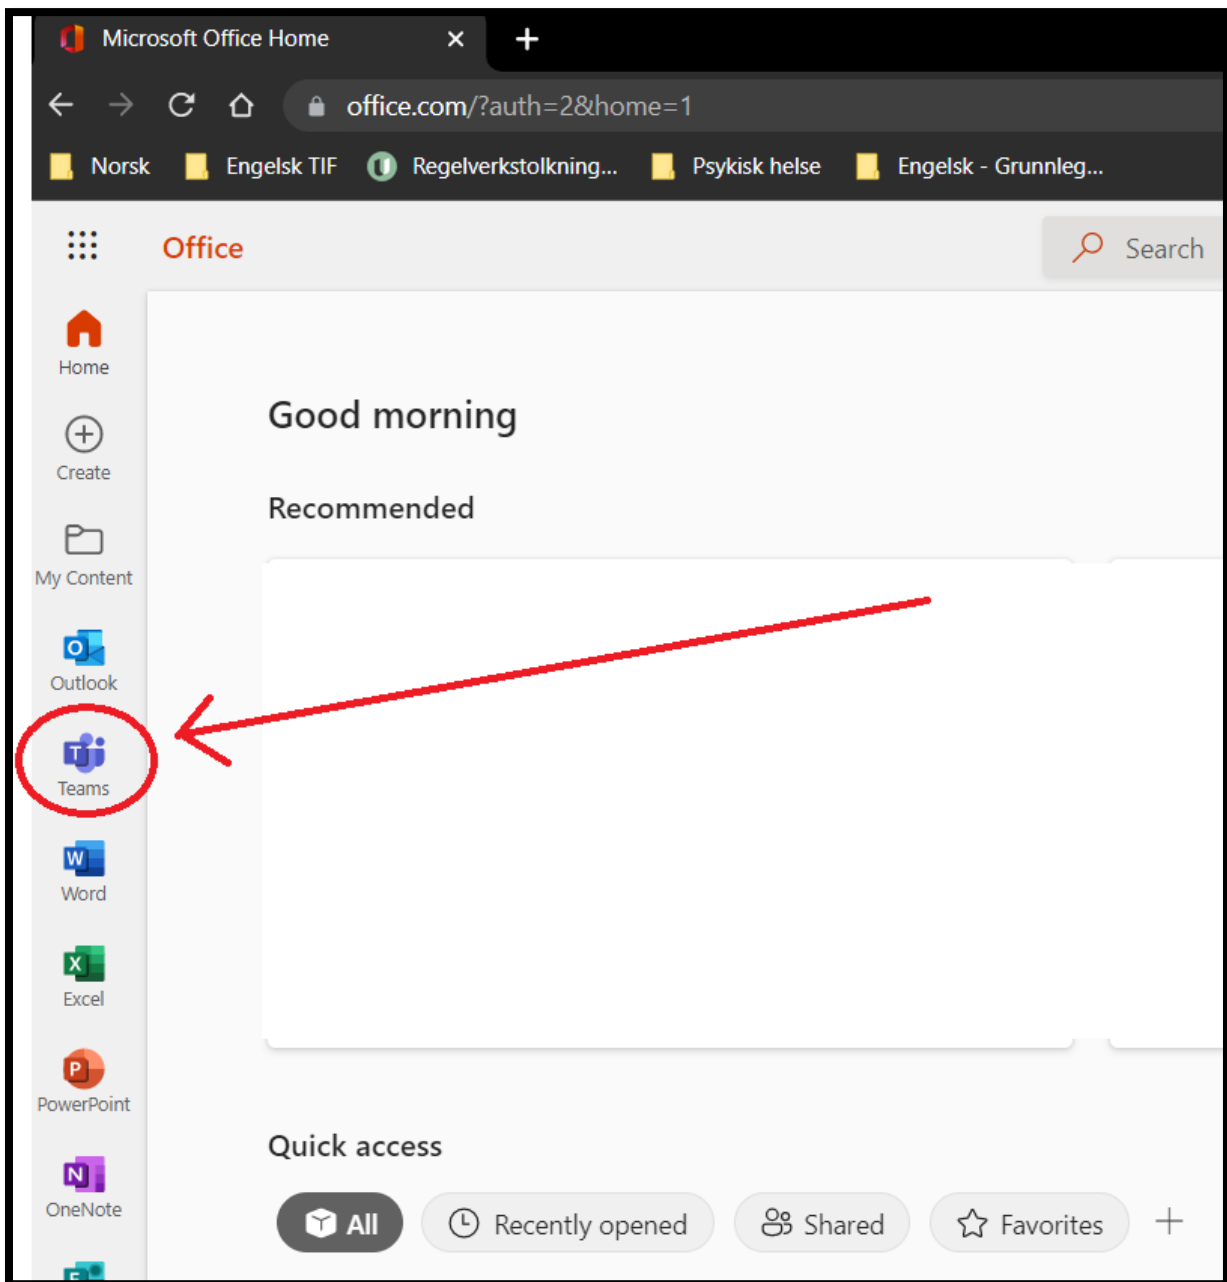 Microsoft Office Home
office.com/?auth=2&home=1
Norsk Engelsk TIF Regelverkstolkning... Psykisk helse Engelsk - Grunnleg...
Office Search
Home
Good morning
Create
Recommended
My Content
Outlook
Teams
Word
Excel
PowerPoint
Quick access
OneNote
All Recently opened Shared Favorites